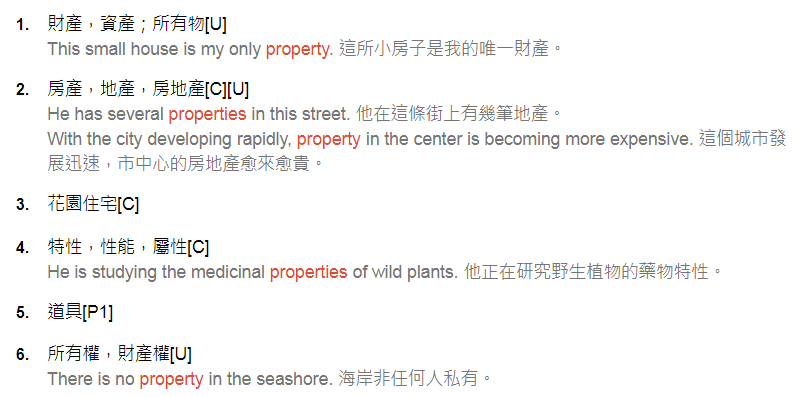 1. 財產，資產；所有物[U]
This small house is my only property. 這所小房子是我的唯一財產。
2. 房產，地產，房地產[C][U]
He has several properties in this street. 他在這條街上有幾筆地產。
With the city developing rapidly, property in the center is becoming more expensive. 這個城市發
展迅速，市中心的房地產愈來愈貴。
3. 花園住宅[C]
4. 特性，性能，屬性[C]
He is studying the medicinal properties of wild plants. 他正在研究野生植物的藥物特性。
5. 道具[P1]
6. 所有權，財產權[U]
There is no property in the seashore. 海岸非任何人私有。